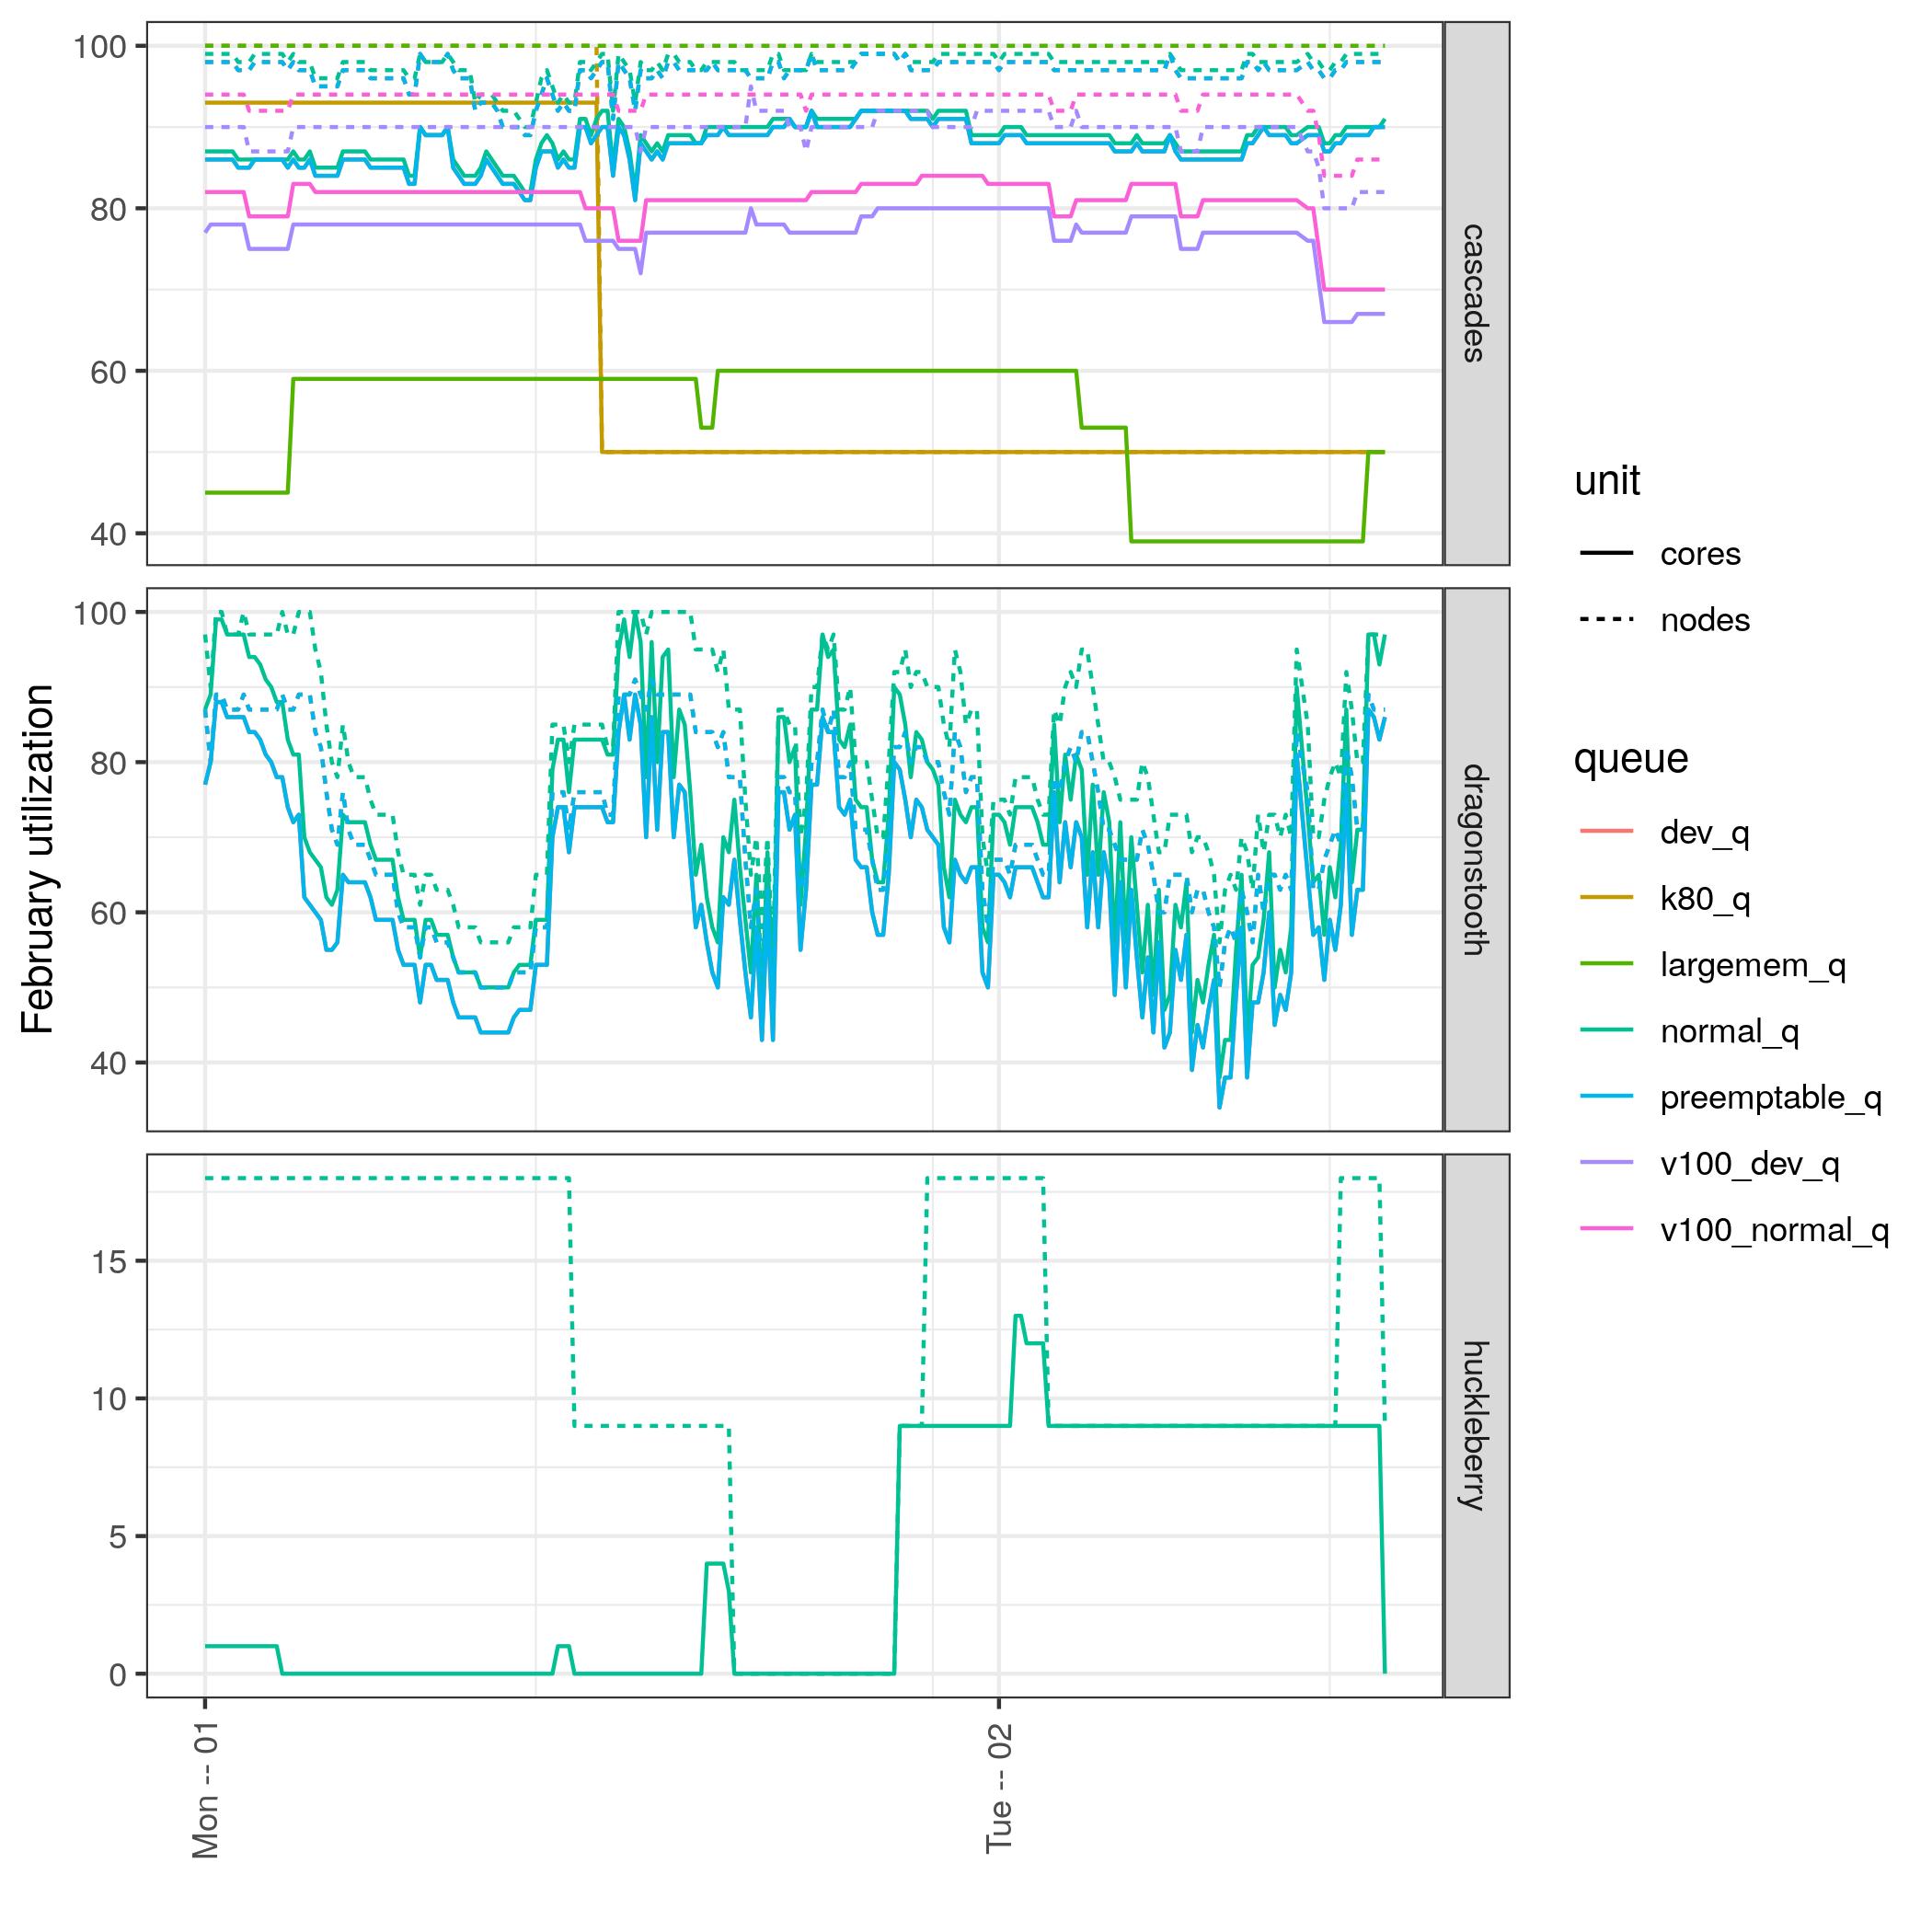 February utilization
100
80
60
40
cascades
100
80
60
40
dragonstooth
15
10
5
0
huckleberry
Mon -- 01
Tue -- 02
unit
cores
nodes
queue
dev_q
k80_q
largemem_q
normal_q
preemptable_q
v100_dev_q
v100_normal_q